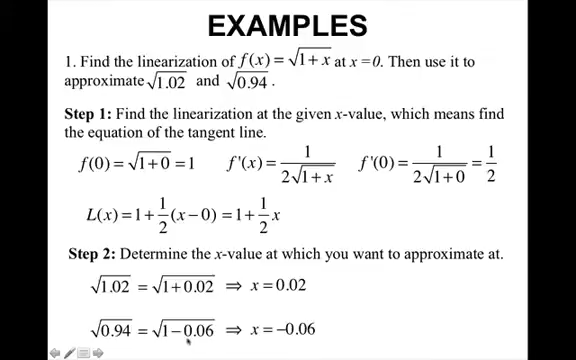 EXAMPLES
1. Find the linearization of f(x) = √(1+x) at x = 0. Then use it to
approximate √1.02 and √0.94 .
Step 1: Find the linearization at the given x-value, which means find
the equation of the tangent line.
f(0) = √(1+0) = 1   f'(x) = 1/(2√(1+x))   f'(0) = 1/(2√(1+0)) = 1/2
L(x) = 1 + 1/2 (x − 0) = 1 + 1/2 x
Step 2: Determine the x-value at which you want to approximate at.
√1.02 = √(1+0.02) ⇒ x = 0.02
√0.94 = √(1−0.06) ⇒ x = −0.06